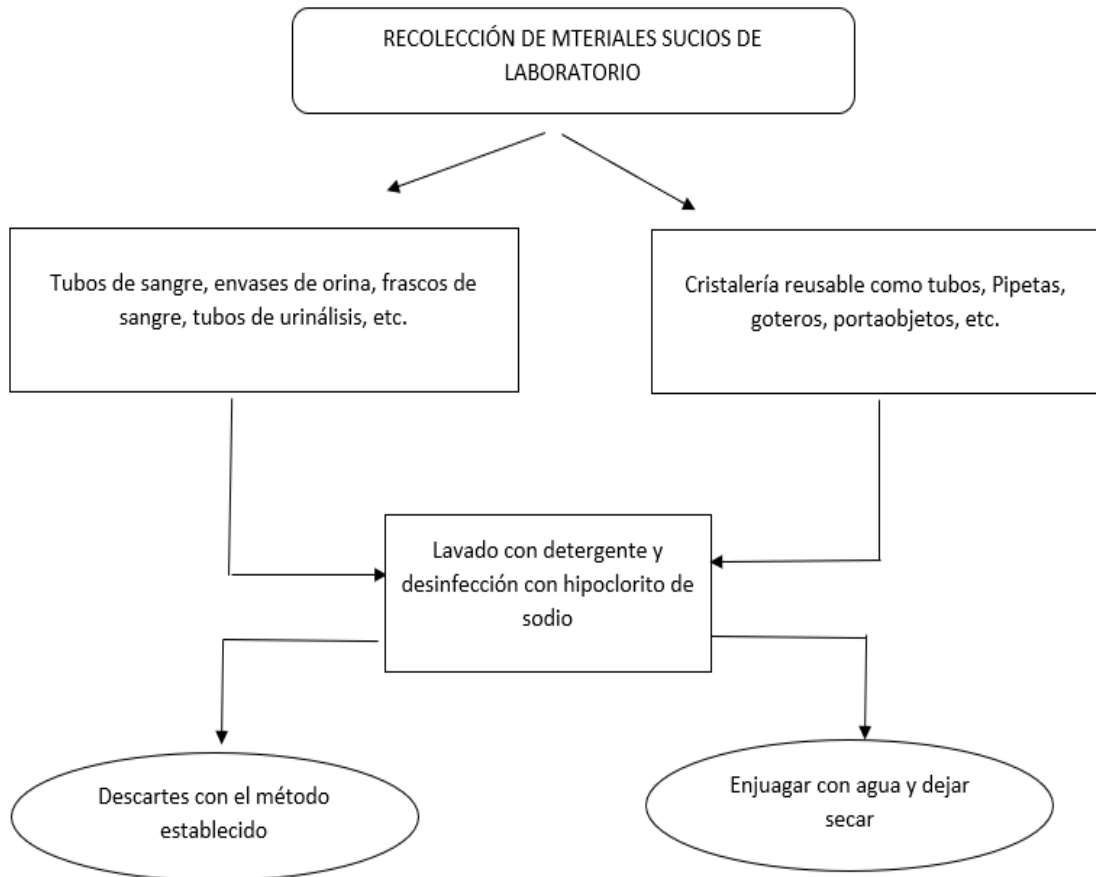 RECOLECCIÓN DE MTERIALES SUCIOS DE
LABORATORIO
Tubos de sangre, envases de orina, frascos de
sangre, tubos de urinálisis, etc.
Cristalería reusable como tubos, Pipetas,
goteros, portaobjetos, etc.
Lavado con detergente y
desinfección con hipoclorito de
sodio
Descartes con el método
establecido
Enjuagar con agua y dejar
secar